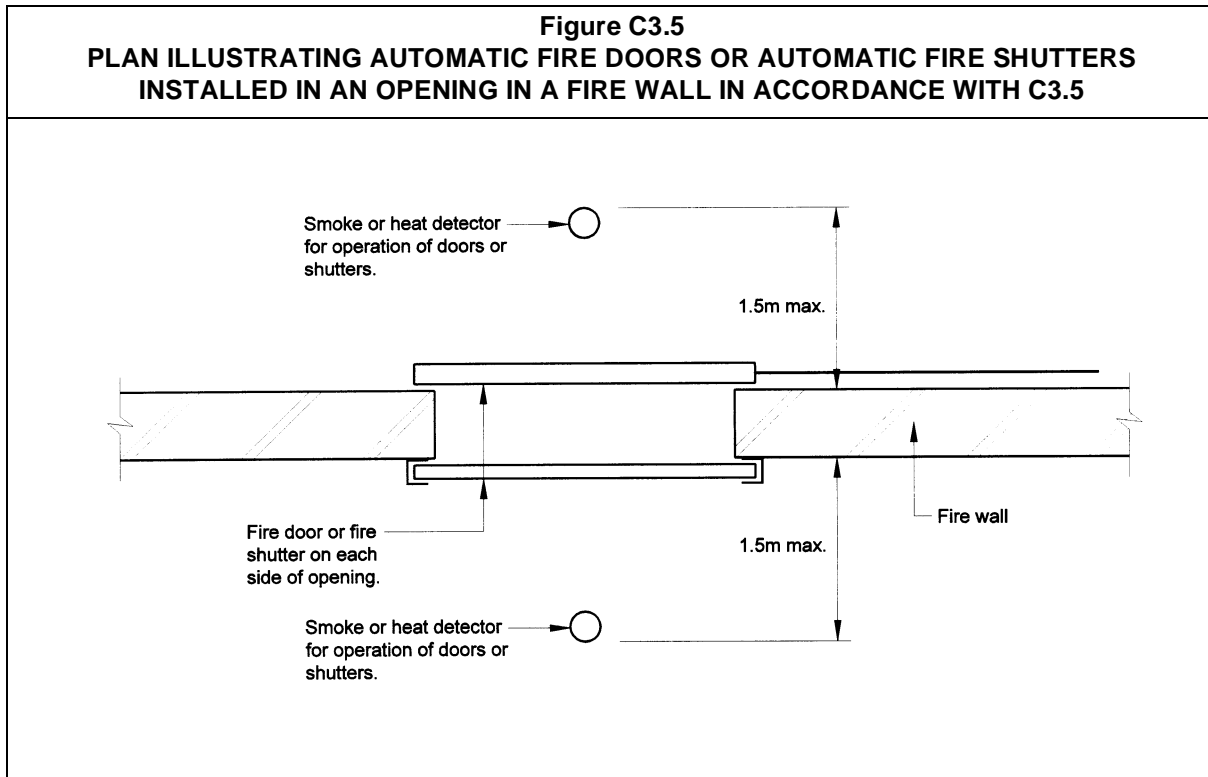 Figure C3.5
PLAN ILLUSTRATING AUTOMATIC FIRE DOORS OR AUTOMATIC FIRE SHUTTERS
INSTALLED IN AN OPENING IN A FIRE WALL IN ACCORDANCE WITH C3.5
Smoke or heat detector
for operation of doors or
shutters.
1.5m max.
Fire door or fire
shutter on each
side of opening.
Fire wall
1.5m max.
Smoke or heat detector
for operation of doors or
shutters.